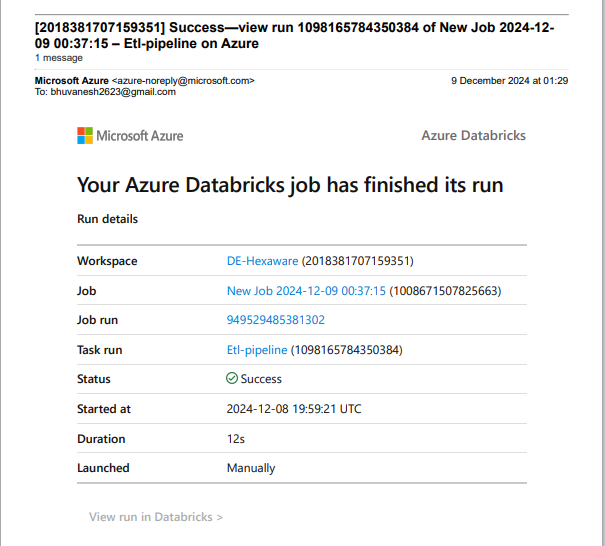 [2018381707159351] Success—view run 1098165784350384 of New Job 2024-12-
09 00:37:15 – Etl-pipeline on Azure
1 message
Microsoft Azure <azure-noreply@microsoft.com> 9 December 2024 at 01:29
To: bhuvanesh2623@gmail.com
Microsoft Azure Azure Databricks
Your Azure Databricks job has finished its run
Run details
Workspace DE-Hexaware (2018381707159351)
Job New Job 2024-12-09 00:37:15 (1008671507825663)
Job run 949529485381302
Task run Etl-pipeline (1098165784350384)
Status Success
Started at 2024-12-08 19:59:21 UTC
Duration 12s
Launched Manually
View run in Databricks >